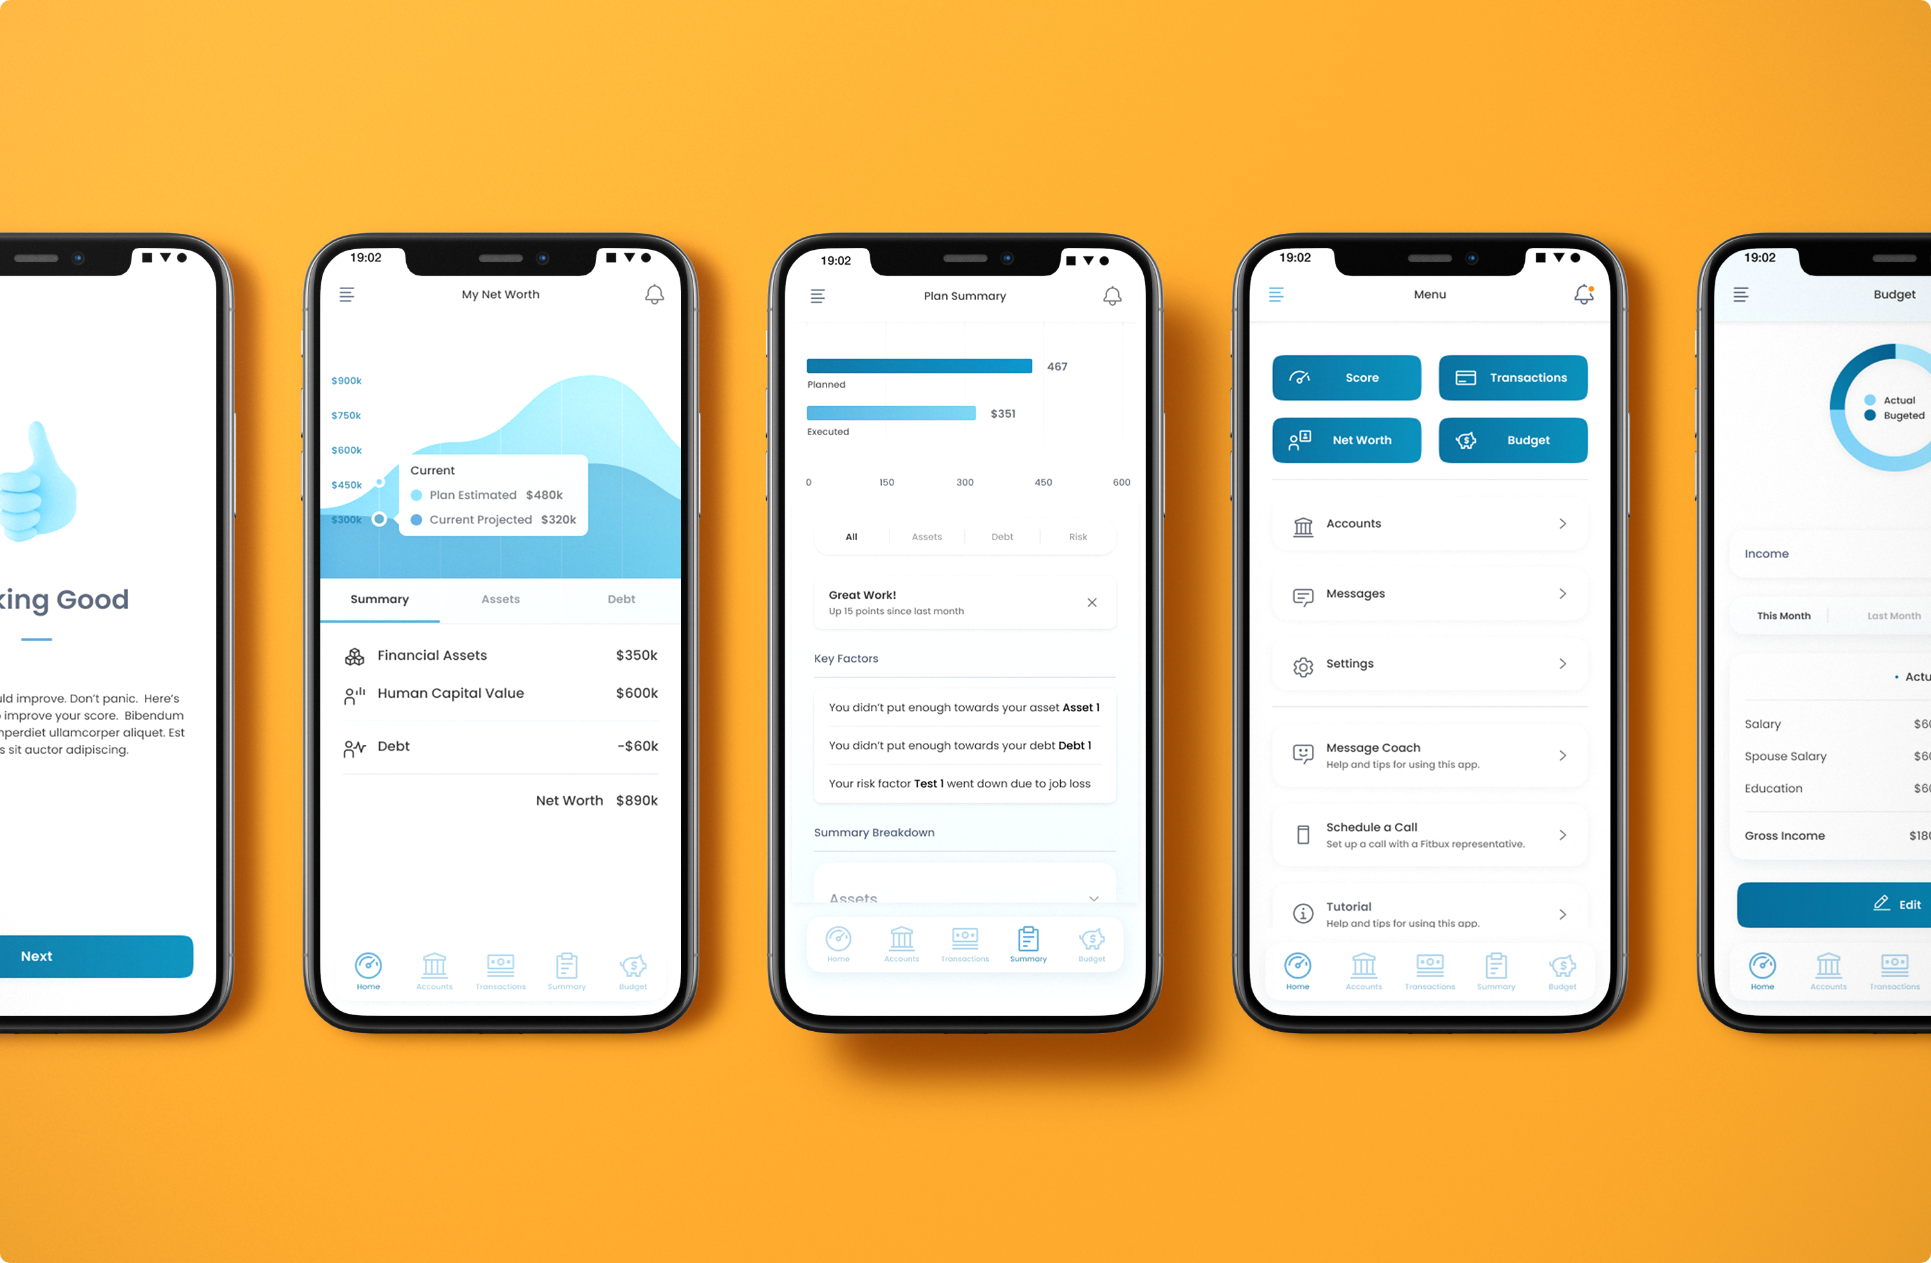 king Good
uld improve. Don't panic. Here's
improve your score. Bibendum
mperdiet ullamcorper aliquet. Est
s sit auctor adipiscing.
Next
19:02
My Net Worth
$900k
$750k
$600k
$450k
$300k
Current
Plan Estimated $480k
Current Projected $320k
Summary Assets Debt
Financial Assets $350k
Human Capital Value $600k
Debt -$60k
Net Worth $890k
Home Accounts Transactions Summary Budget
19:02
Plan Summary
467
Planned
$351
Executed
0 150 300 450 600
All Assets Debt Risk
Great Work!
Up 15 points since last month
Key Factors
You didn't put enough towards your asset Asset 1
You didn't put enough towards your debt Debt 1
Your risk factor Test 1 went down due to job loss
Summary Breakdown
Assets
Home Accounts Transactions Summary Budget
19:02
Menu
Score Transactions
Net Worth Budget
Accounts
Messages
Settings
Message Coach
Help and tips for using this app.
Schedule a Call
Set up a call with a Fitbux representative.
Tutorial
Help and tips for using this app.
Home Accounts Transactions Summary Budget
19:02
Budget
Actual
Bugeted
Income
This Month Last Month
• Actu
Salary $60
Spouse Salary $60
Education $60
Gross Income $180
Edit
Home Accounts Transactions